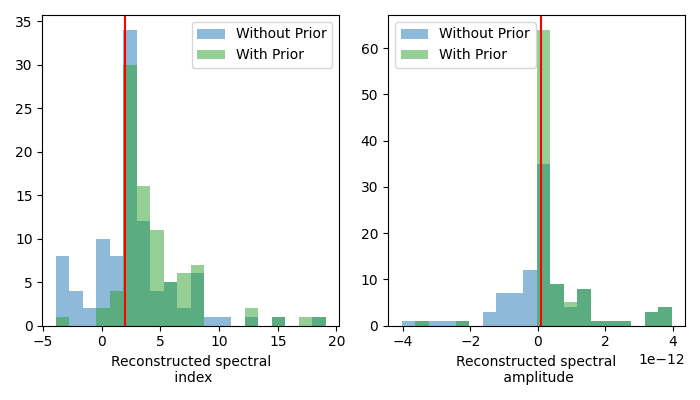 35
30
25
20
15
10
5
0
−5
0
5
10
15
20
Without Prior
With Prior
Reconstructed spectral
index
60
50
40
30
20
10
0
−4
−2
0
2
4
1e−12
Without Prior
With Prior
Reconstructed spectral
amplitude